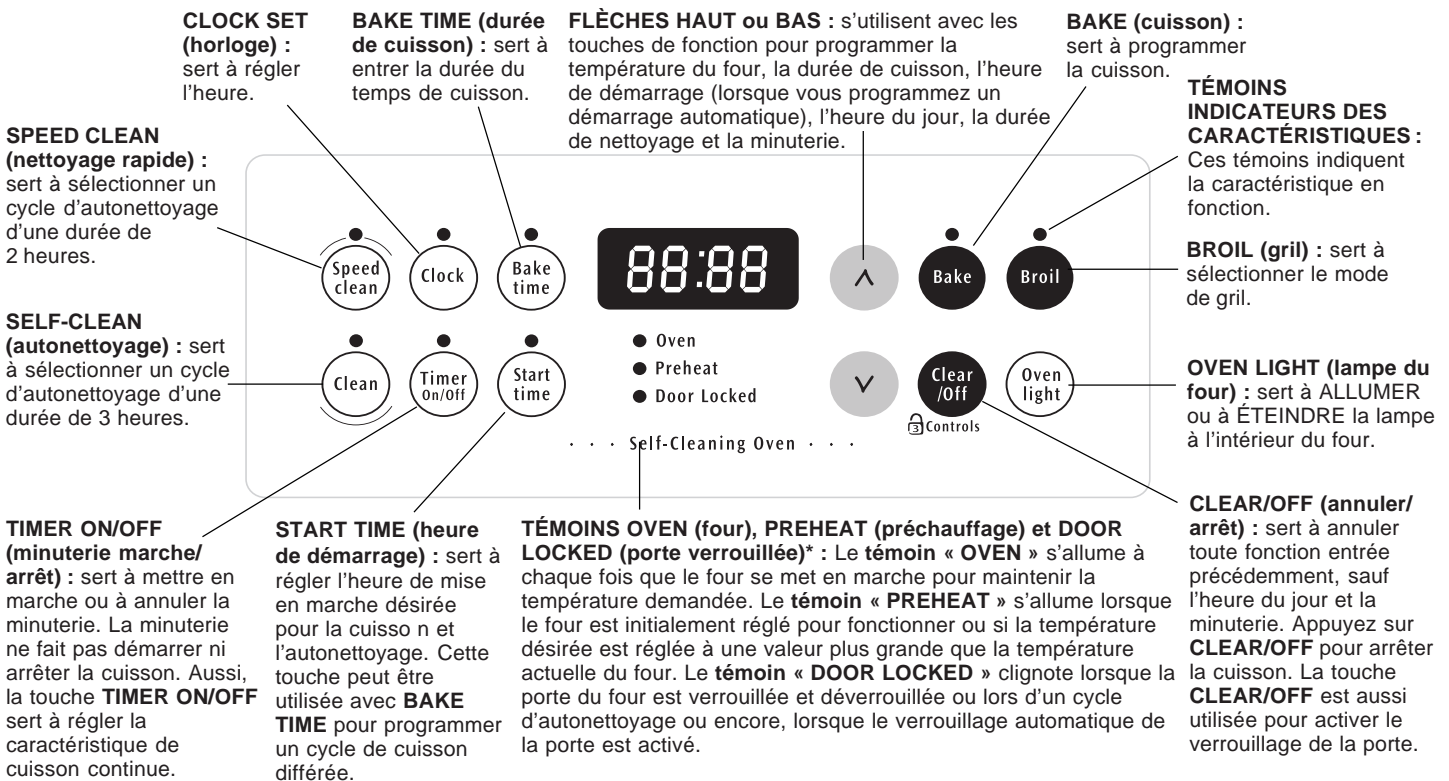 CLOCK SET
(horloge) :
sert à régler
l’heure.
BAKE TIME (durée
de cuisson) : sert à
entrer la durée du
temps de cuisson.
FLÈCHES HAUT ou BAS : s’utilisent avec les
touches de fonction pour programmer la
température du four, la durée de cuisson, l’heure
de démarrage (lorsque vous programmez un
démarrage automatique), l’heure du jour, la durée
de nettoyage et la minuterie.
BAKE (cuisson) :
sert à programmer
la cuisson.
TÉMOINS
INDICATEURS DES
CARACTÉRISTIQUES :
Ces témoins indiquent
la caractéristique en
fonction.
SPEED CLEAN
(nettoyage rapide) :
sert à sélectionner un
cycle d’autonettoyage
d’une durée de
2 heures.
BROIL (gril) : sert à
sélectionner le mode
de gril.
SELF-CLEAN
(autonettoyage) : sert
à sélectionner un cycle
d’autonettoyage d’une
durée de 3 heures.
OVEN LIGHT (lampe du
four) : sert à ALLUMER
ou à ÉTEINDRE la lampe
à l’intérieur du four.
Speed
clean
Clock
Bake
time
88:88
Bake
Broil
Clean
Timer
On/Off
Start
time
Oven
Preheat
Door Locked
Clear
/Off
3 Controls
Oven
light
· · · Self-Cleaning Oven · · ·
TIMER ON/OFF
(minuterie marche/
arrêt) : sert à mettre en
marche ou à annuler la
minuterie. La minuterie
ne fait pas démarrer ni
arrêter la cuisson. Aussi,
la touche TIMER ON/OFF
sert à régler la
caractéristique de
cuisson continue.
START TIME (heure
de démarrage) : sert à
régler l’heure de mise
en marche désirée
pour la cuisso n et
l’autonettoyage. Cette
touche peut être
utilisée avec BAKE
TIME pour programmer
un cycle de cuisson
différée.
TÉMOINS OVEN (four), PREHEAT (préchauffage) et DOOR
LOCKED (porte verrouillée)* : Le témoin « OVEN » s’allume à
chaque fois que le four se met en marche pour maintenir la
température demandée. Le témoin « PREHEAT » s’allume lorsque
le four est initialement réglé pour fonctionner ou si la température
désirée est réglée à une valeur plus grande que la température
actuelle du four. Le témoin « DOOR LOCKED » clignote lorsque la
porte du four est verrouillée et déverrouillée ou lors d’un cycle
d’autonettoyage ou encore, lorsque le verrouillage automatique de
la porte est activé.
CLEAR/OFF (annuler/
arrêt) : sert à annuler
toute fonction entrée
précédemment, sauf
l’heure du jour et la
minuterie. Appuyez sur
CLEAR/OFF pour arrêter
la cuisson. La touche
CLEAR/OFF est aussi
utilisée pour activer le
verrouillage de la porte.